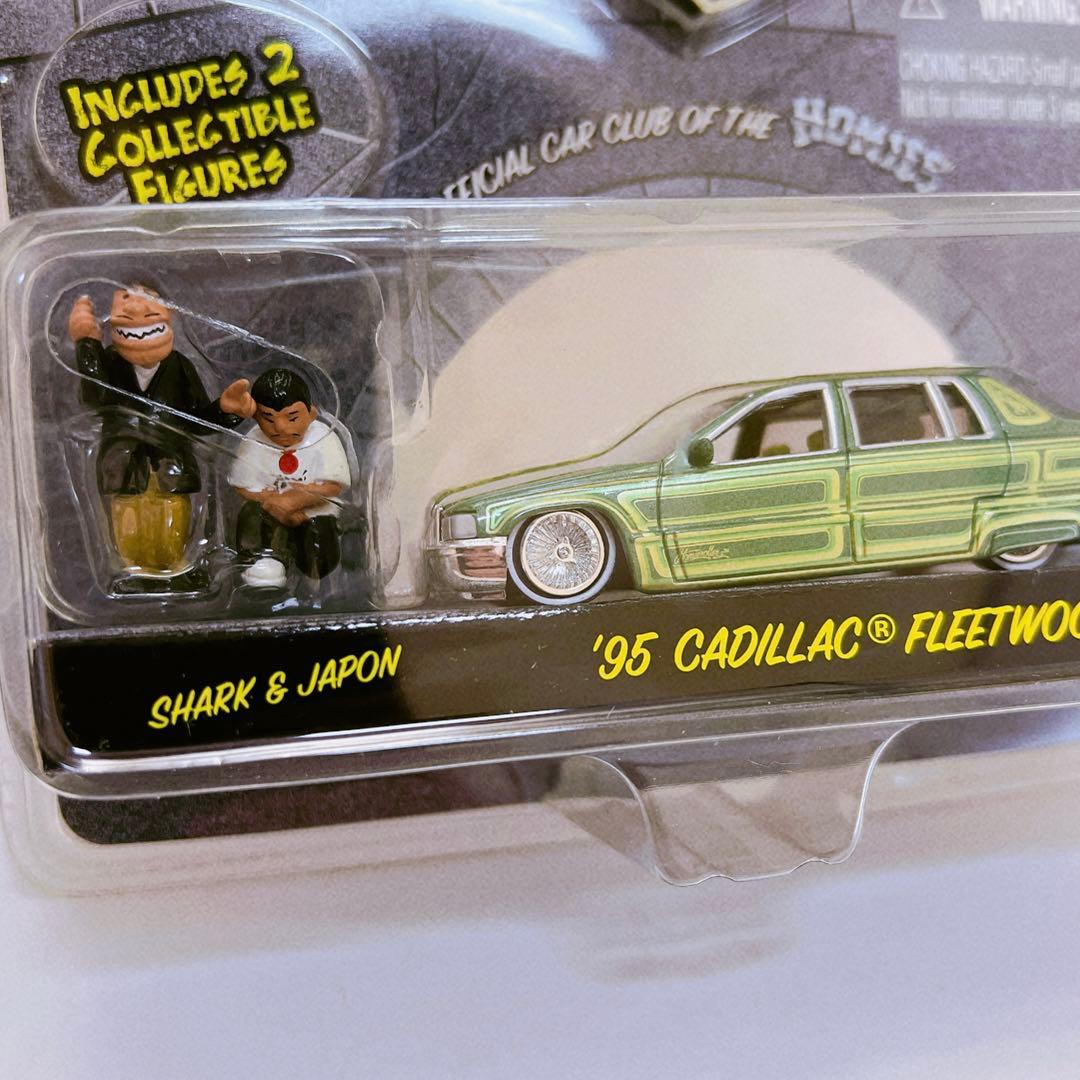 INCLUDES 2
COLLECTIBLE
FIGURES
OFFICIAL CAR CLUB OF THE HOMIES
WARNING
CHOKING HAZARD-Small
Not for children under 3
SHARK & JAPON
'95 CADILLAC® FLEETWOO